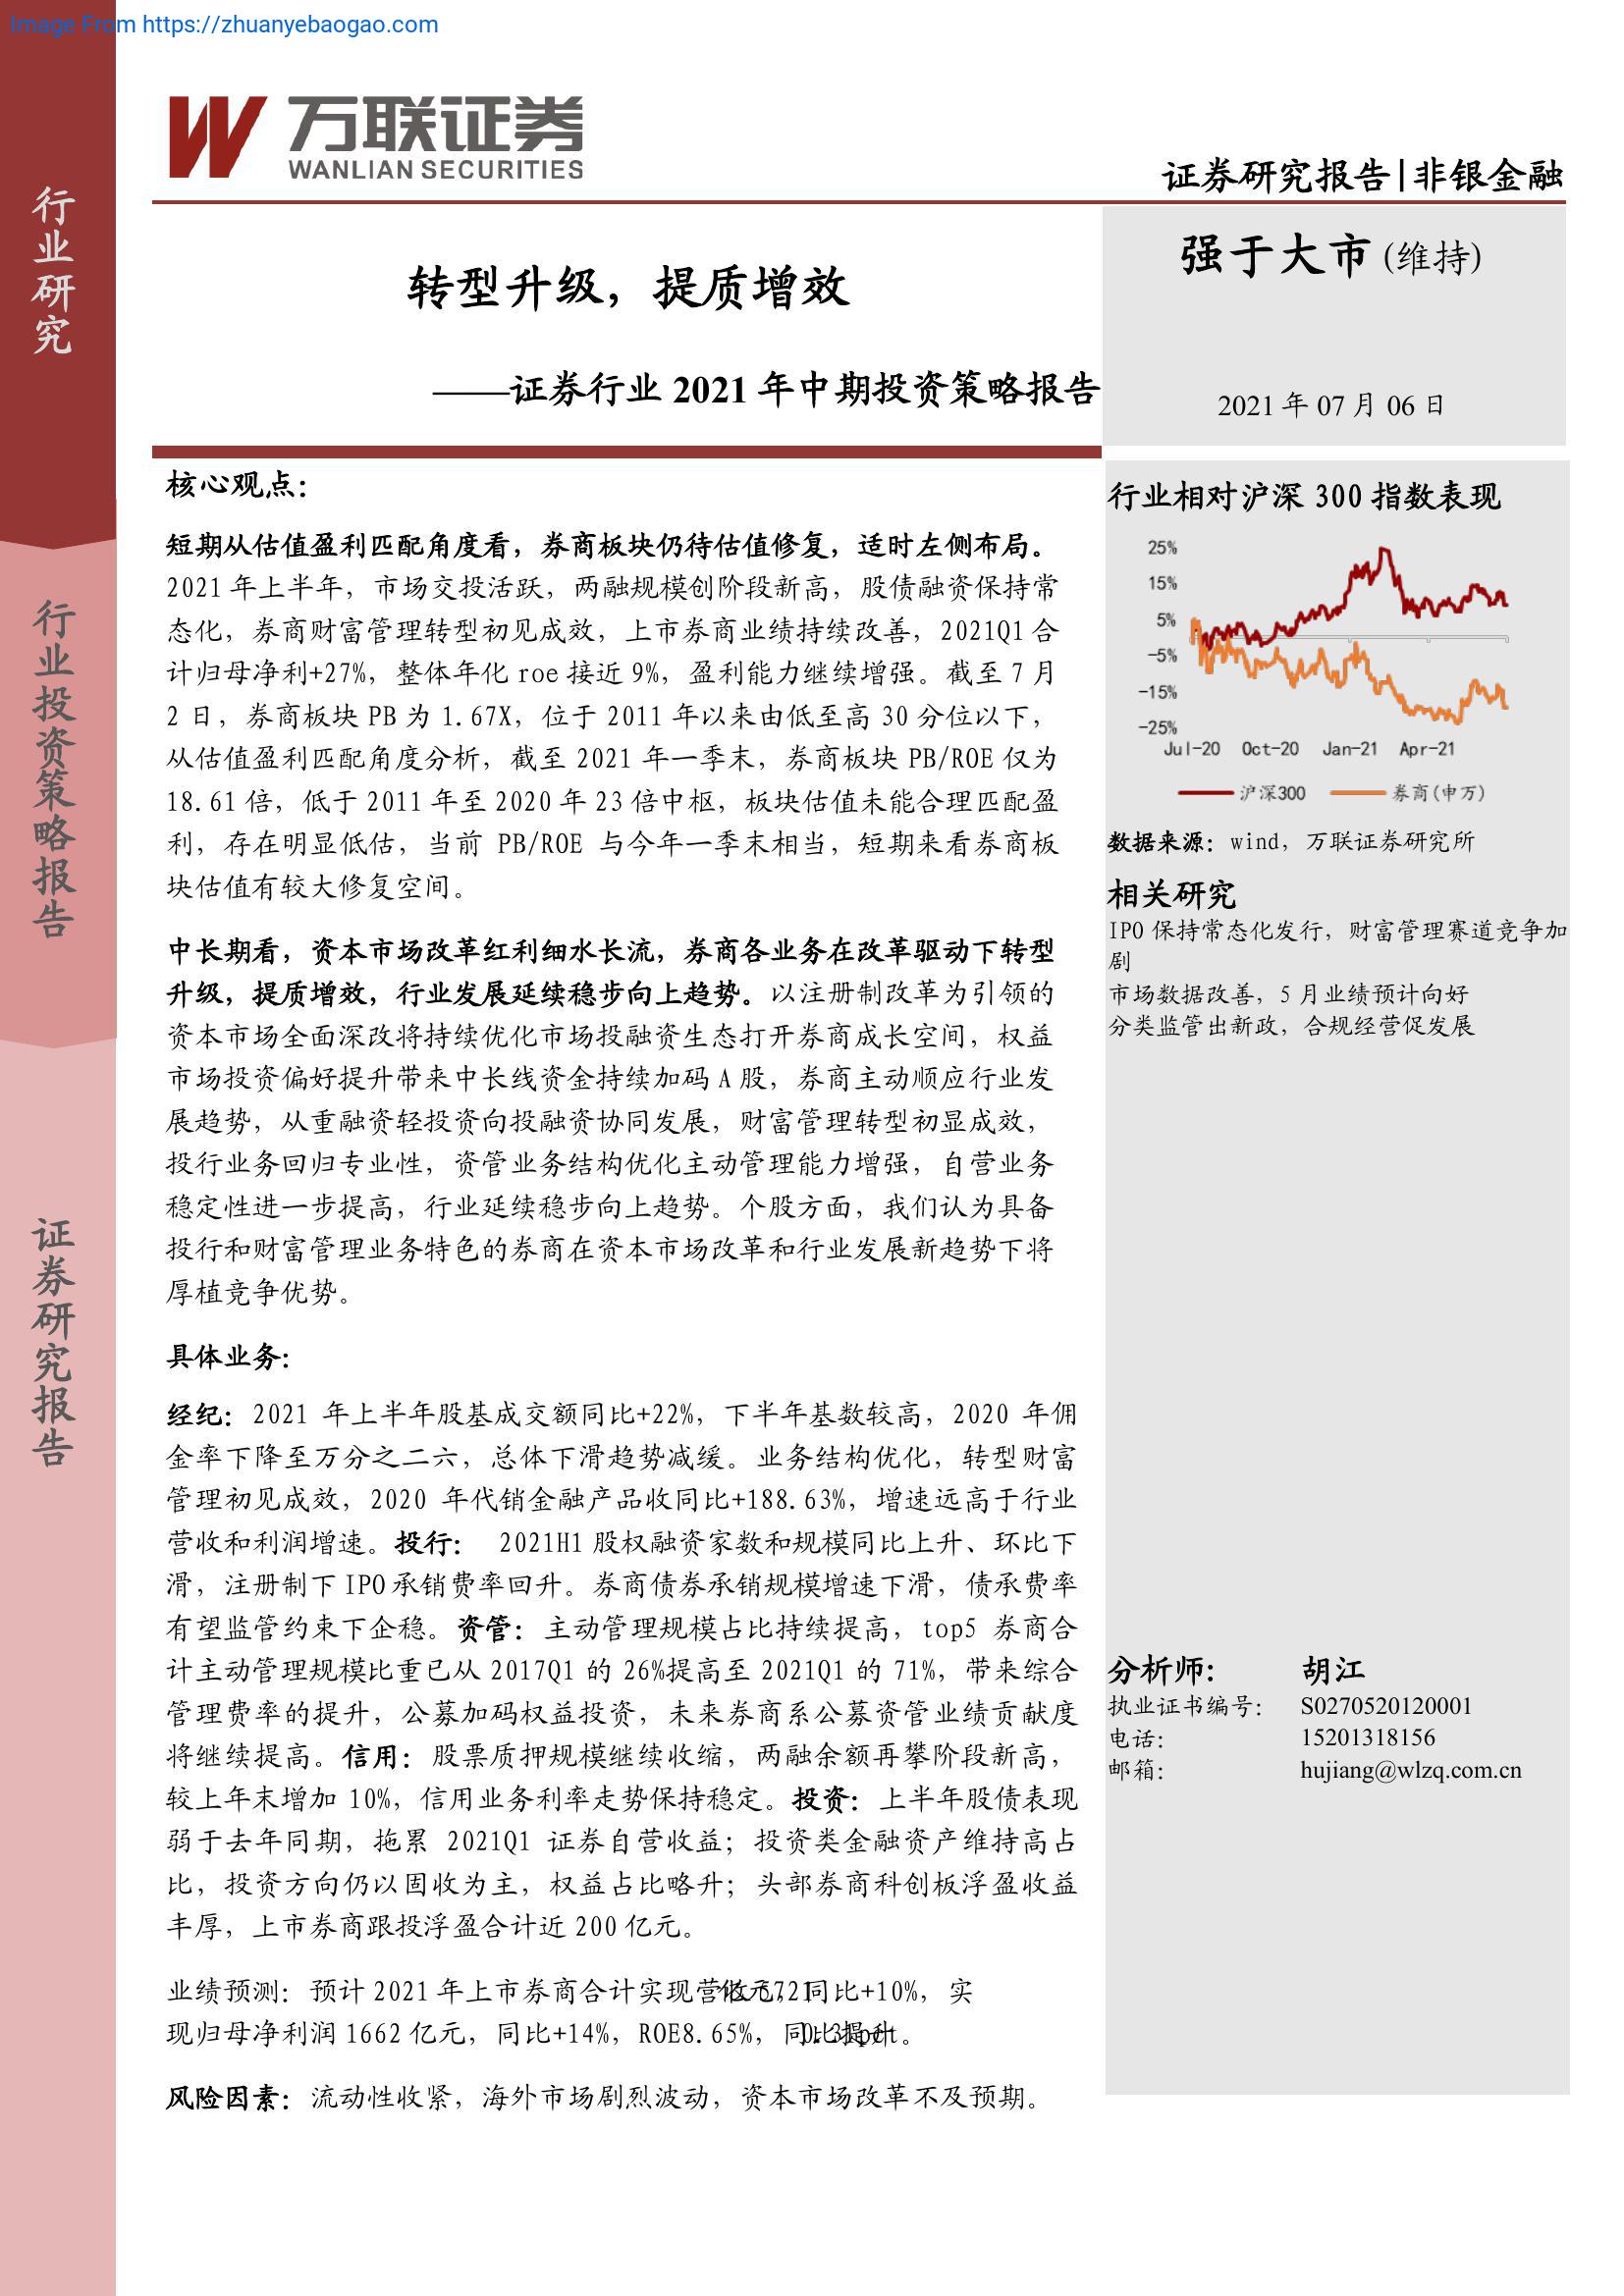 Image From https://zhuanyebaogao.com
万联证券
WANLIAN SECURITIES
证券研究报告|非银金融
行业研究
行业投资策略报告
证券研究报告
转型升级，提质增效
——证券行业 2021 年中期投资策略报告
强于大市 (维持)
2021 年 07 月 06 日
核心观点：
短期从估值盈利匹配角度看，券商板块仍待估值修复，适时左侧布局。
2021 年上半年，市场交投活跃，两融规模创阶段新高，股债融资保持常
态化，券商财富管理转型初见成效，上市券商业绩持续改善，2021Q1 合
计归母净利+27%，整体年化 roe 接近 9%，盈利能力继续增强。截至 7 月
2 日，券商板块 PB 为 1.67X，位于 2011 年以来由低至高 30 分位以下，
从估值盈利匹配角度分析，截至 2021 年一季末，券商板块 PB/ROE 仅为
18.61 倍，低于 2011 年至 2020 年 23 倍中枢，板块估值未能合理匹配盈
利，存在明显低估，当前 PB/ROE 与今年一季末相当，短期来看券商板
块估值有较大修复空间。
中长期看，资本市场改革红利细水长流，券商各业务在改革驱动下转型
升级，提质增效，行业发展延续稳步向上趋势。以注册制改革为引领的
资本市场全面深改将持续优化市场投融资生态打开券商成长空间，权益
市场投资偏好提升带来中长线资金持续加码 A 股，券商主动顺应行业发
展趋势，从重融资轻投资向投融资协同发展，财富管理转型初显成效，
投行业务回归专业性，资管业务结构优化主动管理能力增强，自营业务
稳定性进一步提高，行业延续稳步向上趋势。个股方面，我们认为具备
投行和财富管理业务特色的券商在资本市场改革和行业发展新趋势下将
厚植竞争优势。
具体业务：
经纪：2021 年上半年股基成交额同比+22%，下半年基数较高，2020 年佣
金率下降至万分之二六，总体下滑趋势减缓。业务结构优化，转型财富
管理初见成效，2020 年代销金融产品收同比+188.63%，增速远高于行业
营收和利润增速。投行： 2021H1 股权融资家数和规模同比上升、环比下
滑，注册制下 IPO 承销费率回升。券商债券承销规模增速下滑，债承费率
有望监管约束下企稳。资管：主动管理规模占比持续提高，top5 券商合
计主动管理规模比重已从 2017Q1 的 26%提高至 2021Q1 的 71%，带来综合
管理费率的提升，公募加码权益投资，未来券商系公募资管业绩贡献度
将继续提高。信用：股票质押规模继续收缩，两融余额再攀阶段新高，
较上年末增加 10%，信用业务利率走势保持稳定。投资：上半年股债表现
弱于去年同期，拖累 2021Q1 证券自营收益；投资类金融资产维持高占
比，投资方向仍以固收为主，权益占比略升；头部券商科创板浮盈收益
丰厚，上市券商跟投浮盈合计近 200 亿元。
业绩预测：预计 2021 年上市券商合计实现营收 5721 亿元，同比+10%，实
现归母净利润 1662 亿元，同比+14%，ROE8.65%，同比提升 0.31pct。
风险因素：流动性收紧，海外市场剧烈波动，资本市场改革不及预期。
行业相对沪深 300 指数表现
25%
15%
5%
-5%
-15%
-25%
Jul-20 Oct-20 Jan-21 Apr-21
沪深300 券商(申万)
数据来源：wind，万联证券研究所
相关研究
IPO 保持常态化发行，财富管理赛道竞争加
剧
市场数据改善，5 月业绩预计向好
分类监管出新政，合规经营促发展
分析师： 胡江
执业证书编号： S0270520120001
电话： 15201318156
邮箱： hujiang@wlzq.com.cn